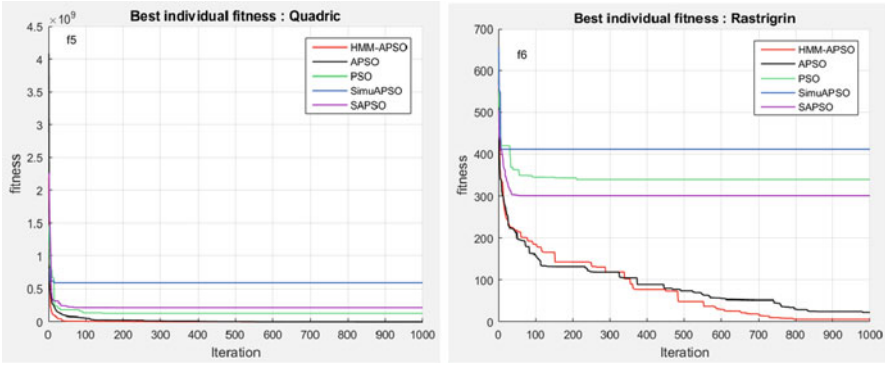 Best individual fitness : Quadric
×10^9
f5
HMM-APSO
APSO
PSO
SimuAPSO
SAPSO
4.5
4
3.5
3
2.5
2
1.5
1
0.5
0
fitness
0 100 200 300 400 500 600 700 800 900 1000
Iteration
Best individual fitness : Rastrigrin
f6
HMM-APSO
APSO
PSO
SimuAPSO
SAPSO
700
600
500
400
300
200
100
0
fitness
0 100 200 300 400 500 600 700 800 900 1000
Iteration